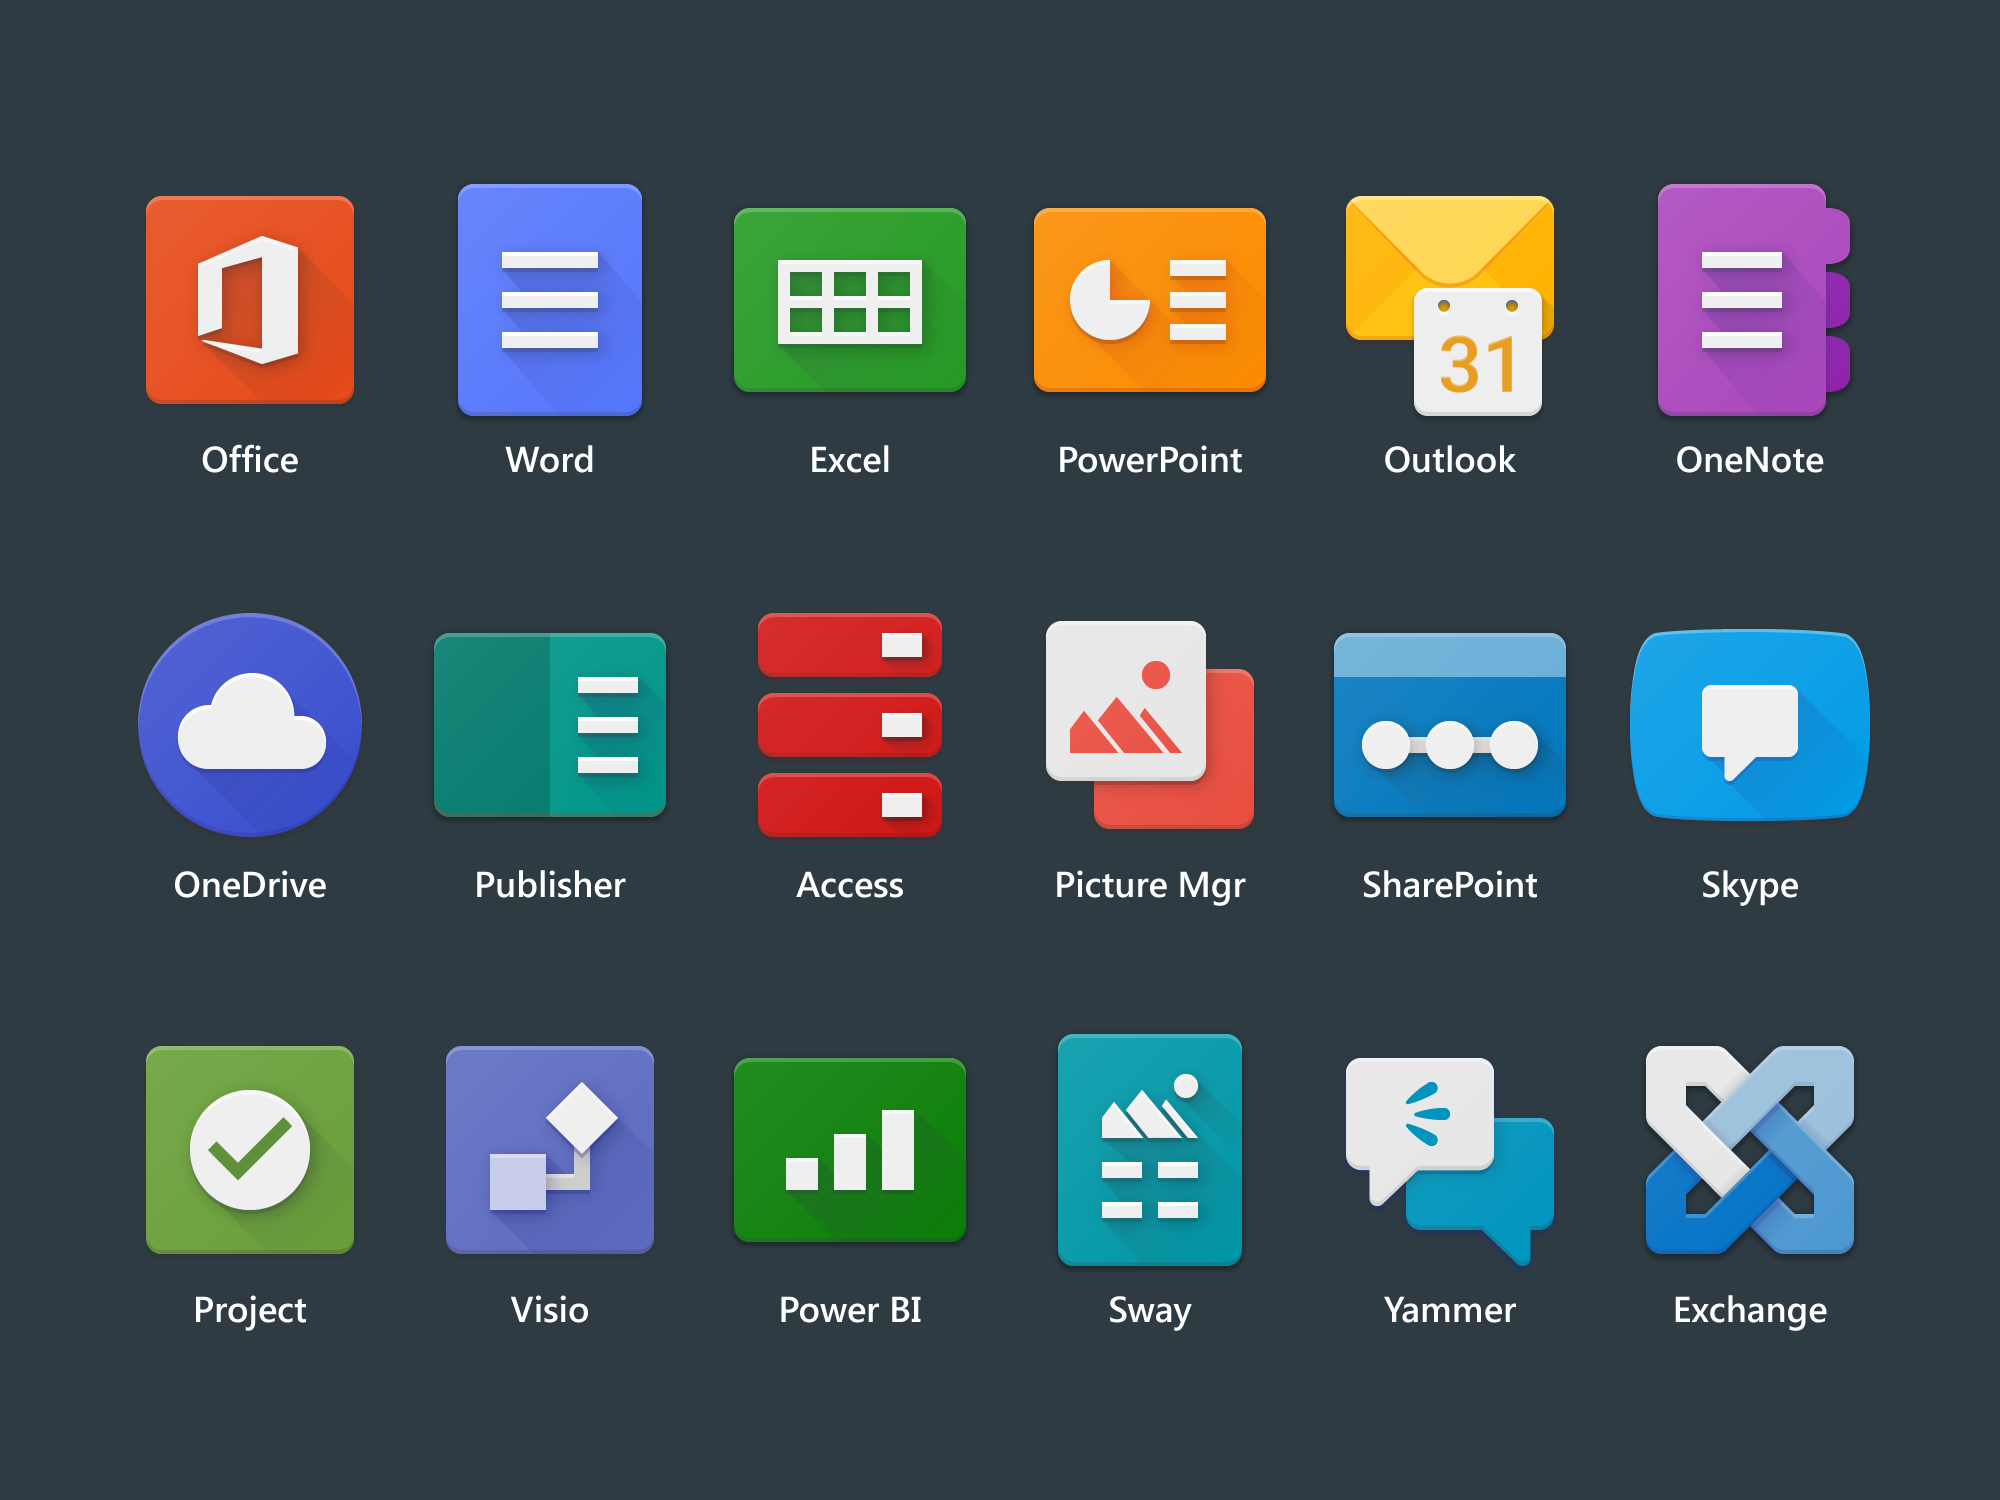 31
Office
Word
Excel
PowerPoint
Outlook
OneNote
OneDrive
Publisher
Access
Picture Mgr
SharePoint
Skype
Project
Visio
Power BI
Sway
Yammer
Exchange